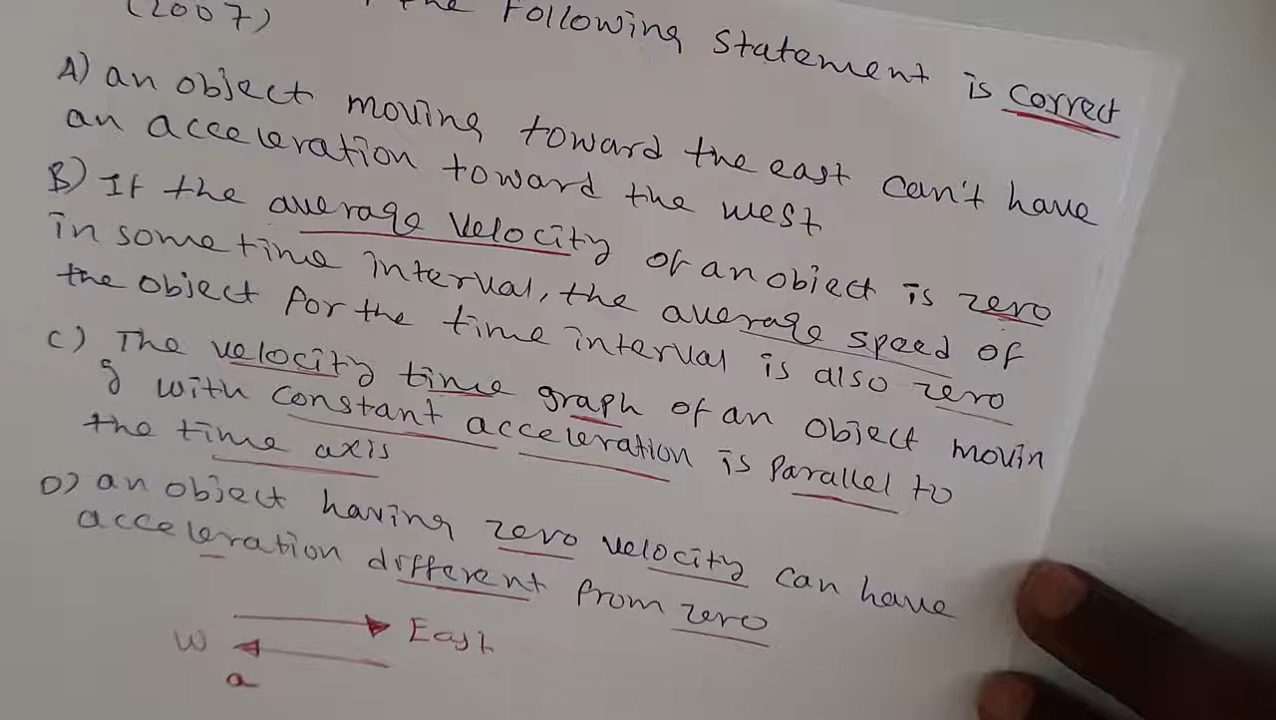 (2007) the Following statement is correct
A) an object moving toward the east can't have
an acceleration toward the west
B) If the average velocity of an object is zero
in some time interval, the average speed of
the object for the time interval is also zero
C) The velocity time graph of an object movin
g with constant acceleration is parallel to
the time axis
D) an object having zero velocity can have
acceleration different from zero
East
W
a